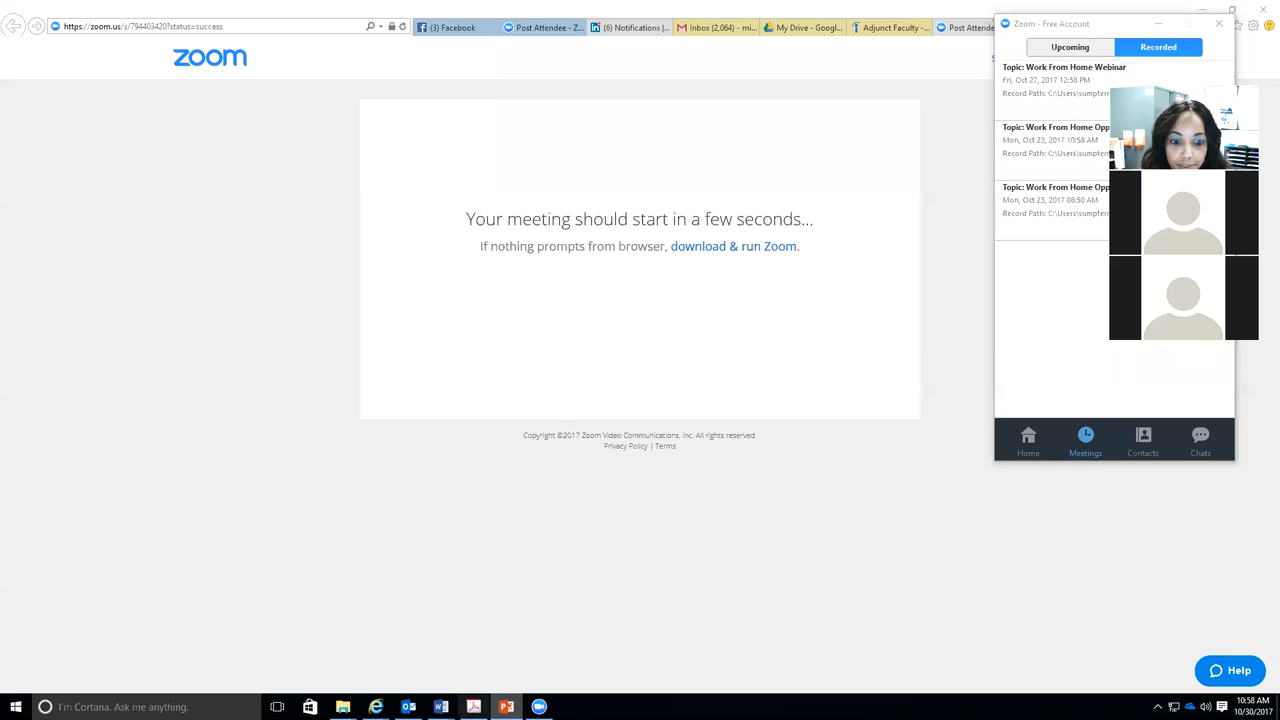 https://zoom.us/s/794403420?status=success
(3) Facebook
Post Attendee - Z...
(6) Notifications |...
Inbox (2,064) - mi...
My Drive - Googl...
Adjunct Faculty -...
Post Attende
zoom
Your meeting should start in a few seconds...
If nothing prompts from browser, download & run Zoom.
Copyright ©2017 Zoom Video Communications, Inc. All rights reserved.
Privacy Policy | Terms
Zoom - Free Account
Upcoming
Recorded
Topic: Work From Home Webinar
Fri, Oct 27, 2017 12:58 PM
Record Path: C:\Users\sumpterr
Topic: Work From Home Opp
Mon, Oct 23, 2017 10:58 AM
Record Path: C:\Users\sumptern
Topic: Work From Home Opp
Mon, Oct 23, 2017 08:50 AM
Record Path: C:\Users\sumptern
Home
Meetings
Contacts
Chats
Help
I'm Cortana. Ask me anything.
10:58 AM
10/30/2017